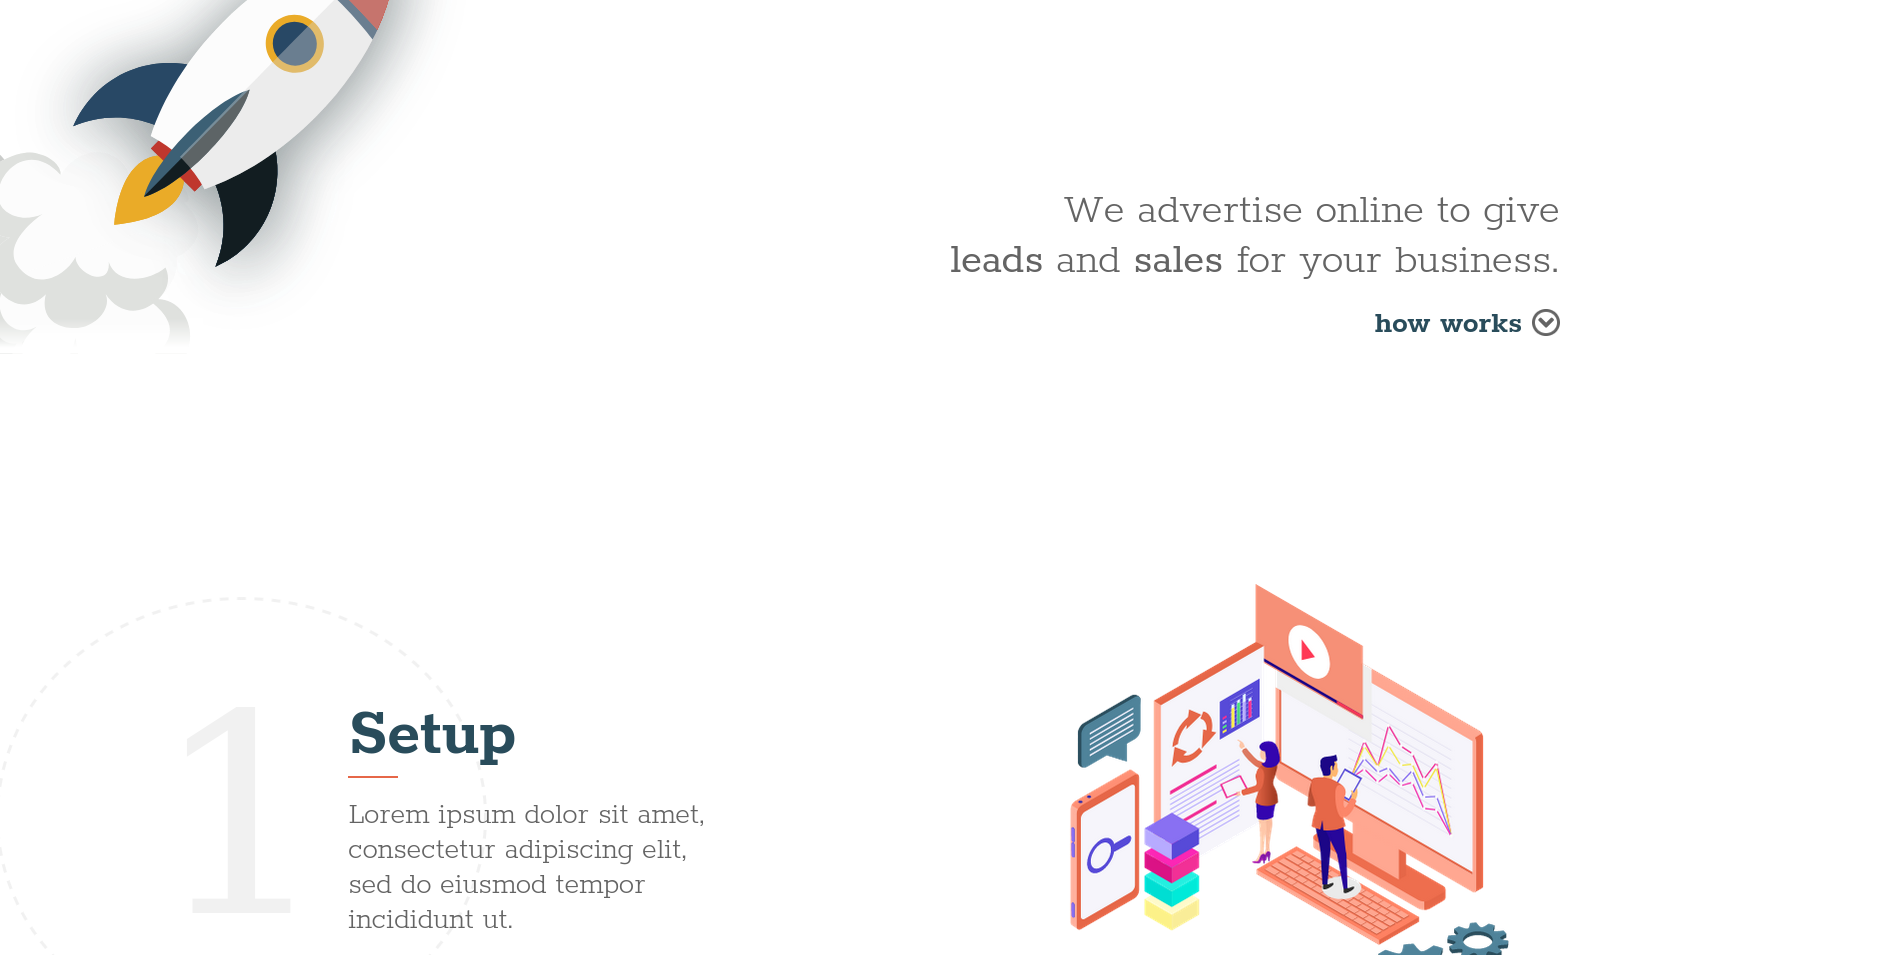 We advertise online to give
leads and sales for your business.
how works
1
Setup
Lorem ipsum dolor sit amet,
consectetur adipiscing elit,
sed do eiusmod tempor
incididunt ut.